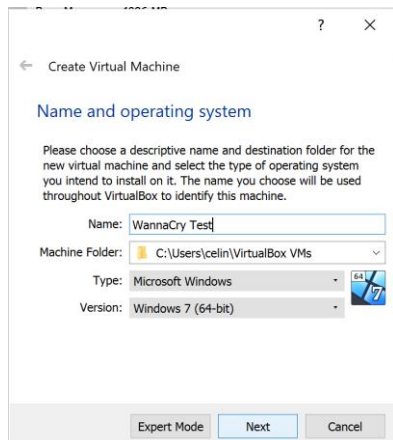 ?
Create Virtual Machine
Name and operating system
Please choose a descriptive name and destination folder for the
new virtual machine and select the type of operating system
you intend to install on it. The name you choose will be used
throughout VirtualBox to identify this machine.
Name: WannaCry Test
Machine Folder: C:\Users\celin\VirtualBox VMs
Type: Microsoft Windows
64
7
Version: Windows 7 (64-bit)
Expert Mode Next Cancel